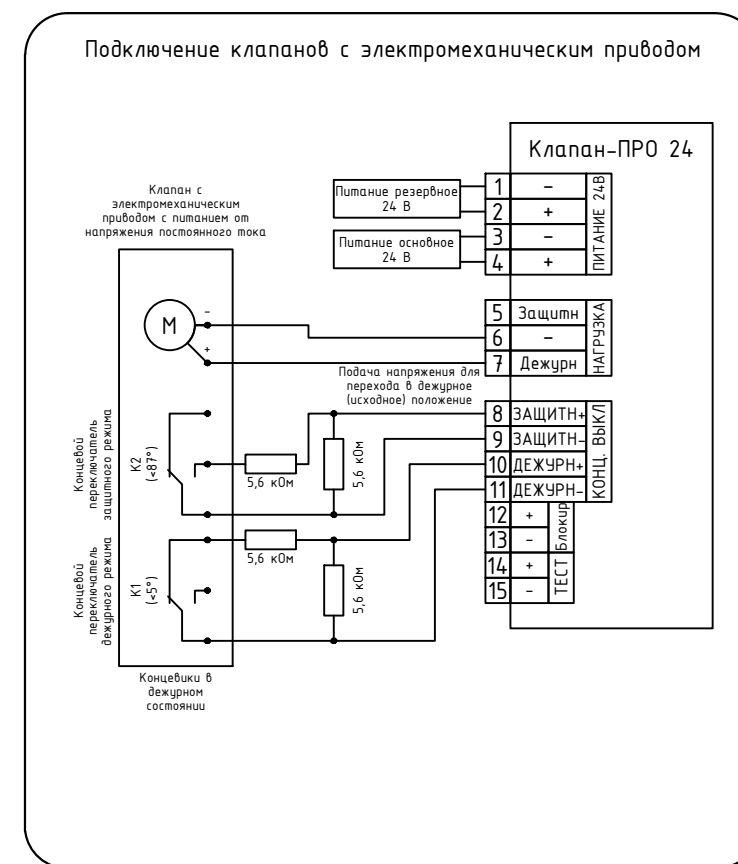 Подключение клапанов с электромеханическим приводом
Клапан-ПРО 24
Клапан с
электромеханическим
приводом с питанием от
напряжения постоянного тока
Питание резервное
24 В
Питание основное
24 В
1 –
2 +
3 –
4 +
ПИТАНИЕ 24В
М
-
+
5 Защитн
6 –
7 Дежурн
НАГРУЗКА
Подача напряжения для
перехода в дежурное
(исходное) положение
8 ЗАЩИТН+
9 ЗАЩИТН-
10 ДЕЖУРН+
11 ДЕЖУРН-
КОНЦ. ВЫКЛ
12 +
13 -
Блокир
14 +
15 -
ТЕСТ
Концевой
переключатель
защитного режима
К2
(<87°)
5,6 кОм
5,6 кОм
Концевой
переключатель
дежурного режима
К1
(<5°)
5,6 кОм
5,6 кОм
Концевики в
дежурном
состоянии